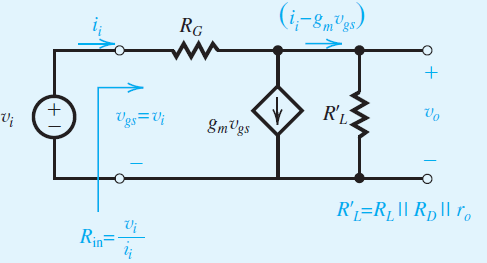 i_i
R_G
(i_i−g_m v_gs)
+
−
v_i
v_gs=v_i
g_m v_gs
R'_L
+
v_o
−
−
R_in= v_i / i_i
R'_L=R_L || R_D || r_o